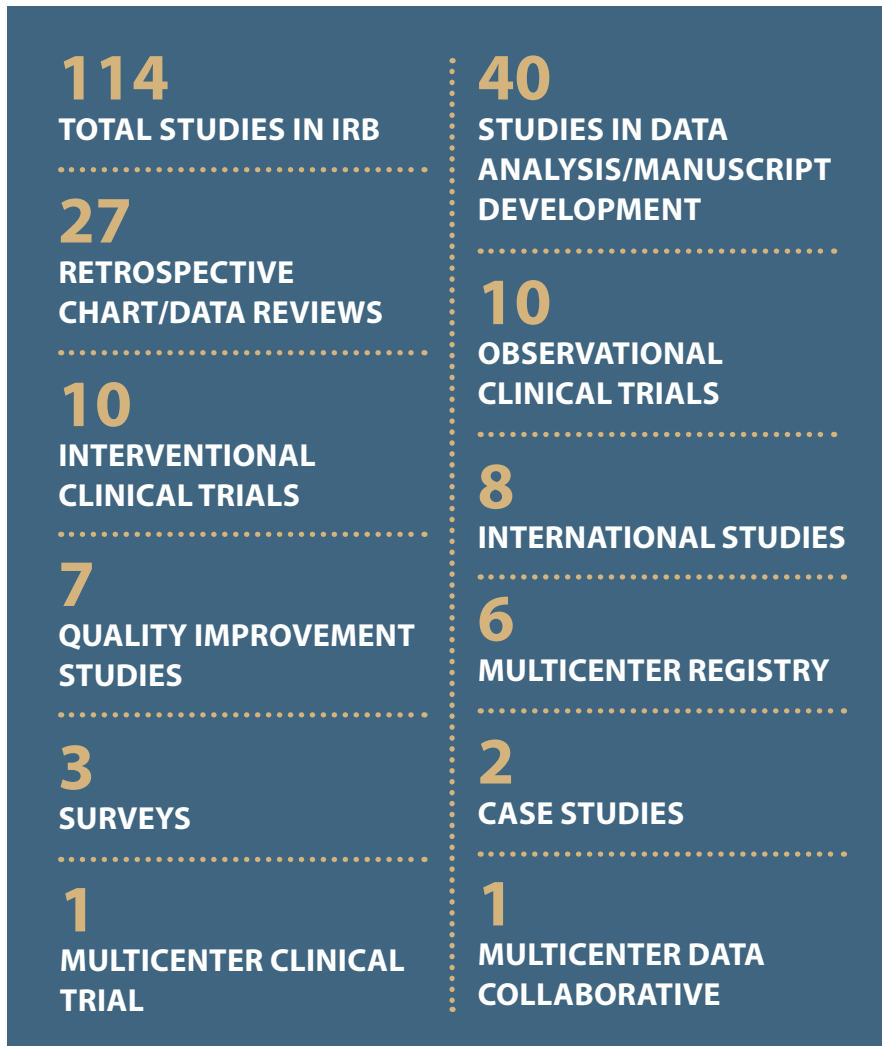 114
TOTAL STUDIES IN IRB
27
RETROSPECTIVE
CHART/DATA REVIEWS
10
INTERVENTIONAL
CLINICAL TRIALS
7
QUALITY IMPROVEMENT
STUDIES
3
SURVEYS
1
MULTICENTER CLINICAL
TRIAL
40
STUDIES IN DATA
ANALYSIS/MANUSCRIPT
DEVELOPMENT
10
OBSERVATIONAL
CLINICAL TRIALS
8
INTERNATIONAL STUDIES
6
MULTICENTER REGISTRY
2
CASE STUDIES
1
MULTICENTER DATA
COLLABORATIVE